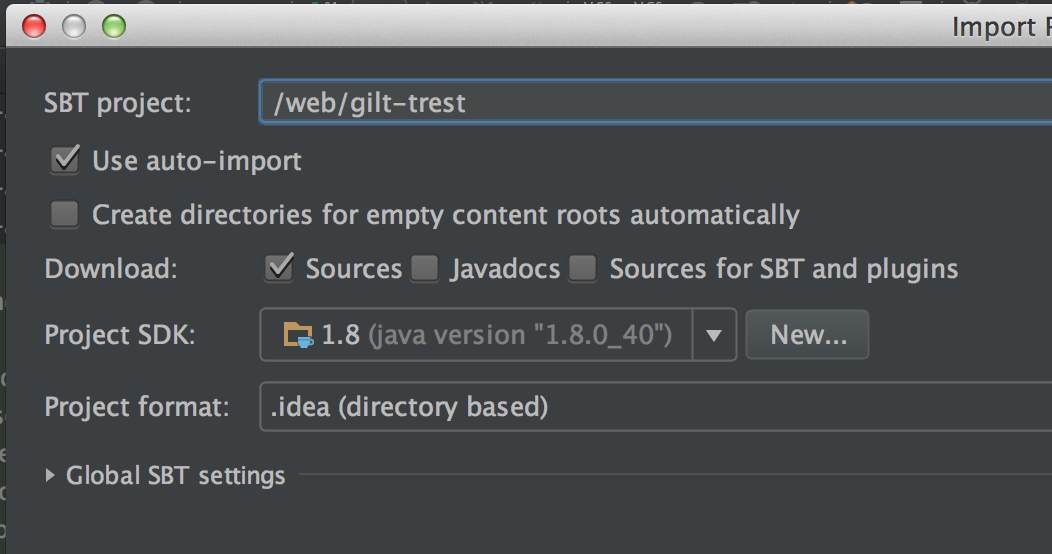 Import
SBT project: /web/gilt-trest
Use auto-import
Create directories for empty content roots automatically
Download: Sources Javadocs Sources for SBT and plugins
Project SDK: 1.8 (java version "1.8.0_40") New...
Project format: .idea (directory based)
Global SBT settings